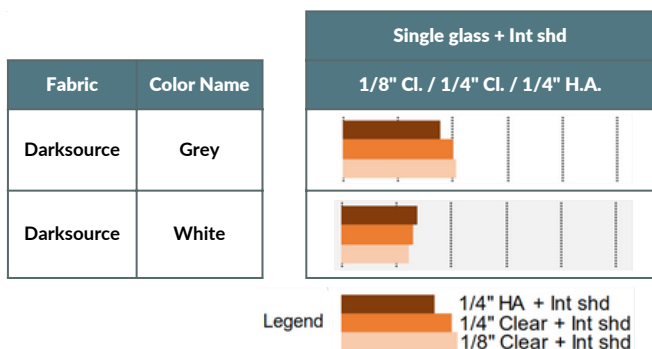 Single glass + Int shd
Fabric Color Name 1/8" Cl. / 1/4" Cl. / 1/4" H.A.
Darksource Grey
Darksource White
Legend
1/4" HA + Int shd
1/4" Clear + Int shd
1/8" Clear + Int shd